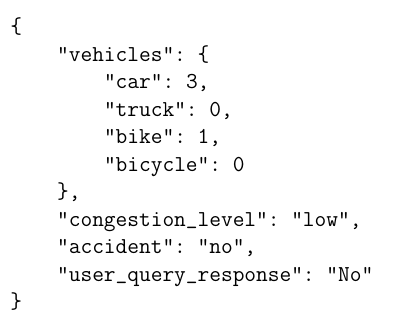 {
    "vehicles": {
        "car": 3,
        "truck": 0,
        "bike": 1,
        "bicycle": 0
    },
    "congestion_level": "low",
    "accident": "no",
    "user_query_response": "No"
}